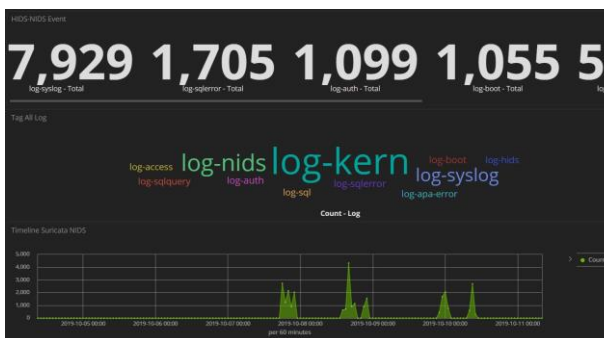 HIDS-NIDS Event
7,929 1,705 1,099 1,055 5
log-syslog - Total log-sqlerror - Total log-auth - Total log-boot - Total
Tag All Log
log-access log-nids log-kern log-boot log-hids
log-sqlquery log-auth log-sqlerror log-syslog
log-sql log-apa-error
Count - Log
Timeline Suricata NIDS
5,000
4,000
3,000
2,000
1,000
0
2019-10-05 00:00 2019-10-06 00:00 2019-10-07 00:00 2019-10-08 00:00 2019-10-09 00:00 2019-10-10 00:00 2019-10-11 00:00
per 60 minutes
Coun